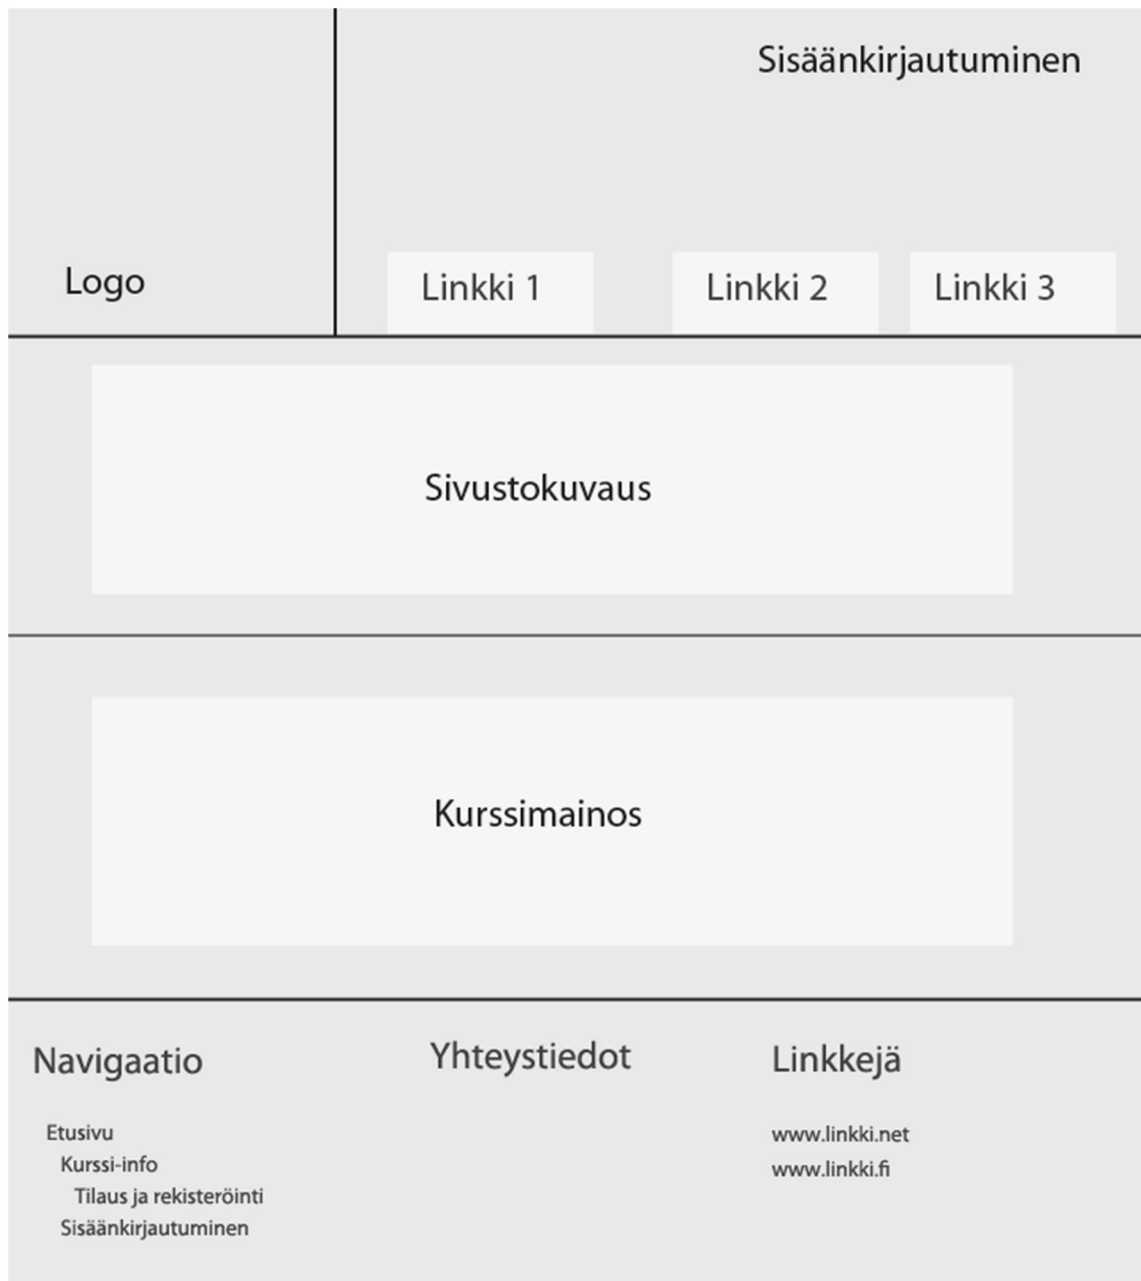 Sisäänkirjautuminen
Logo
Linkki 1
Linkki 2
Linkki 3
Sivustokuvaus
Kurssimainos
Navigaatio
Etusivu
Kurssi-info
Tilaus ja rekisteröinti
Sisäänkirjautuminen
Yhteystiedot
Linkkejä
www.linkki.net
www.linkki.fi